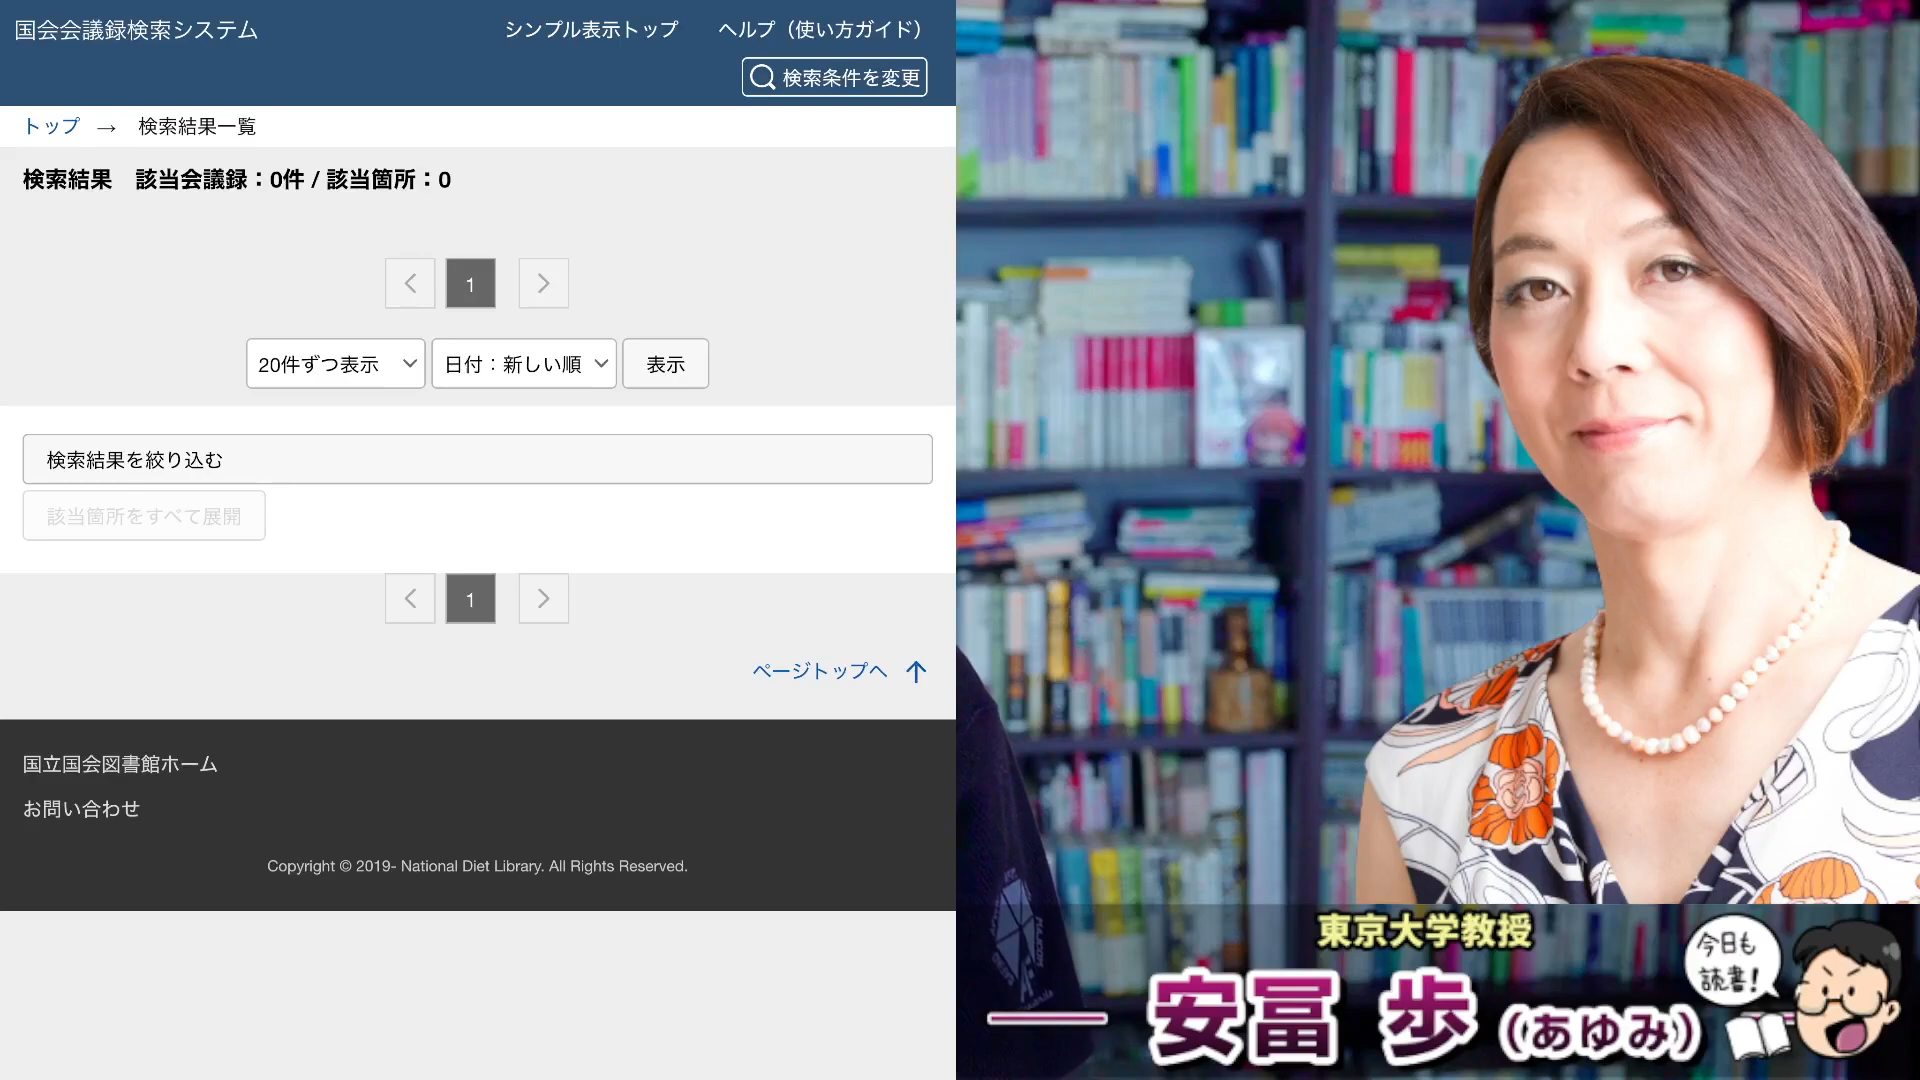 国会会議録検索システム
シンプル表示トップ
ヘルプ（使い方ガイド）
検索条件を変更
トップ → 検索結果一覧
検索結果 該当会議録：0件 / 該当箇所：0
1
20件ずつ表示
日付：新しい順
表示
検索結果を絞り込む
該当箇所をすべて展開
1
ページトップへ
国立国会図書館ホーム
お問い合わせ
Copyright © 2019- National Diet Library. All Rights Reserved.
東京大学教授
安冨 歩 (あゆみ)
今日も
読書!